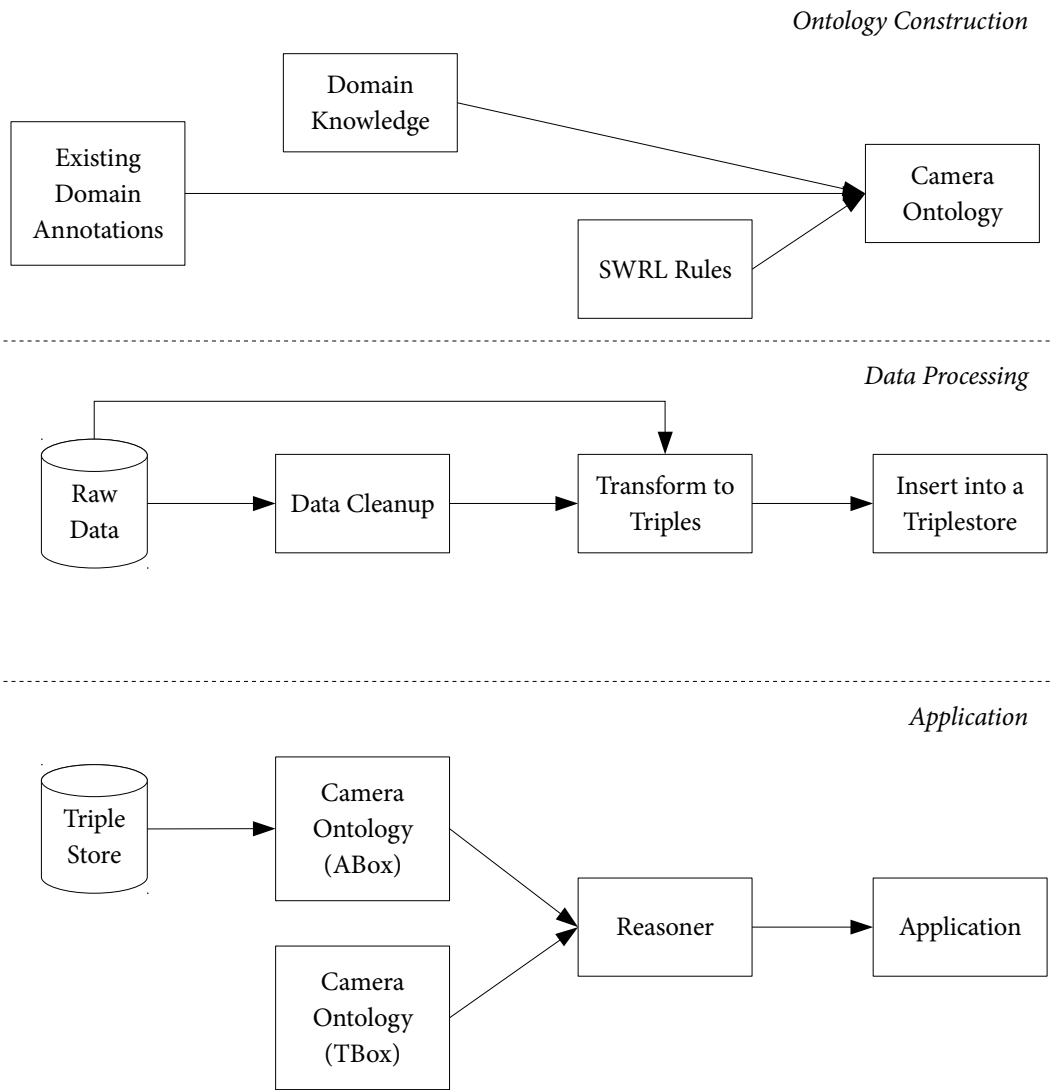 Ontology Construction
Domain
Knowledge
Existing
Domain
Annotations
Camera
Ontology
SWRL Rules
Data Processing
Raw
Data
Data Cleanup
Transform to
Triples
Insert into a
Triplestore
Application
Triple
Store
Camera
Ontology
(ABox)
Camera
Ontology
(TBox)
Reasoner
Application